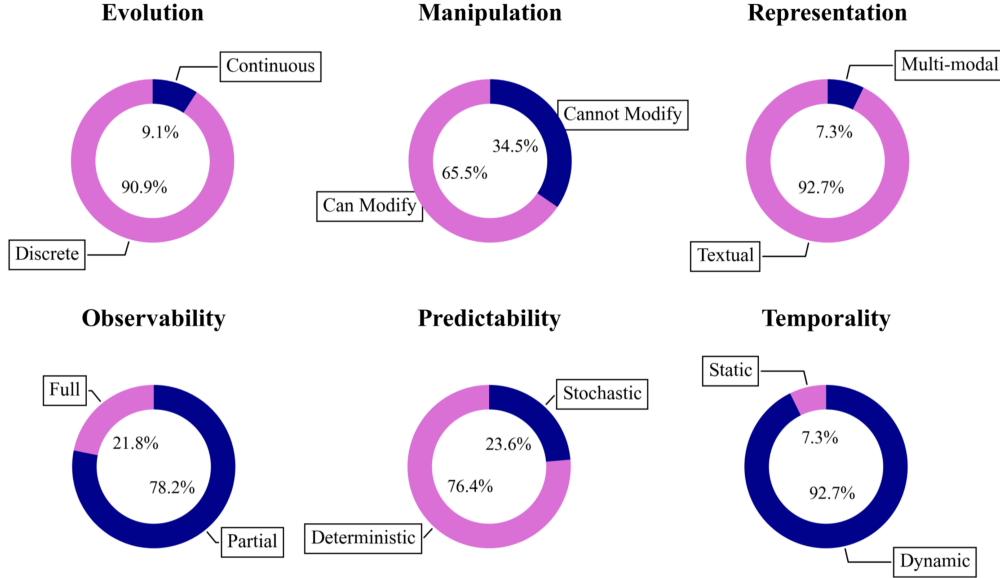 Evolution
Manipulation
Representation
Continuous
Multi-modal
Cannot Modify
9.1%
34.5%
7.3%
65.5%
90.9%
92.7%
Can Modify
Discrete
Textual
Observability
Predictability
Temporality
Static
Full
Stochastic
21.8%
23.6%
7.3%
78.2%
76.4%
92.7%
Partial
Deterministic
Dynamic